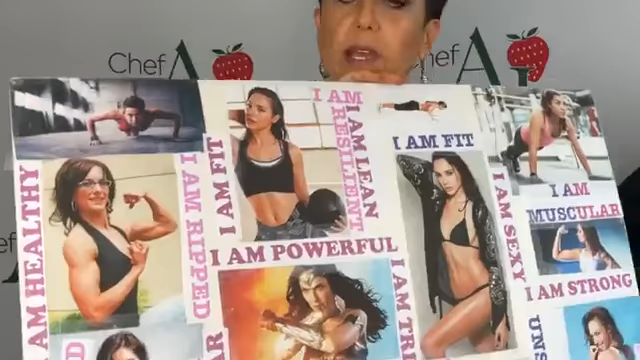 Chef A
Chef A
I AM HEALTHY
I AM RIPPED
I AM FIT
I AM LEAN
RESILIENT
I AM FIT
I AM SEXY
I AM
MUSCULAR
I AM POWERFUL
I AM STRONG